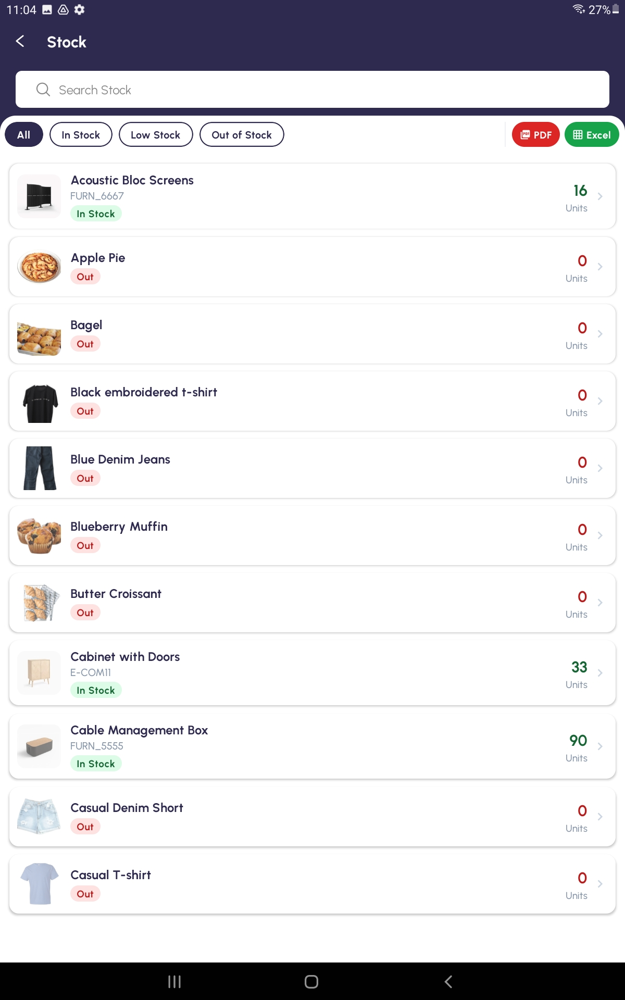 11:04
27%
Stock
Search Stock
All
In Stock
Low Stock
Out of Stock
PDF
Excel
Acoustic Bloc Screens
FURN_6667
In Stock
16
Units
Apple Pie
Out
0
Units
Bagel
Out
0
Units
Black embroidered t-shirt
Out
0
Units
Blue Denim Jeans
Out
0
Units
Blueberry Muffin
Out
0
Units
Butter Croissant
Out
0
Units
Cabinet with Doors
E-COM11
In Stock
33
Units
Cable Management Box
FURN_5555
In Stock
90
Units
Casual Denim Short
Out
0
Units
Casual T-shirt
Out
0
Units